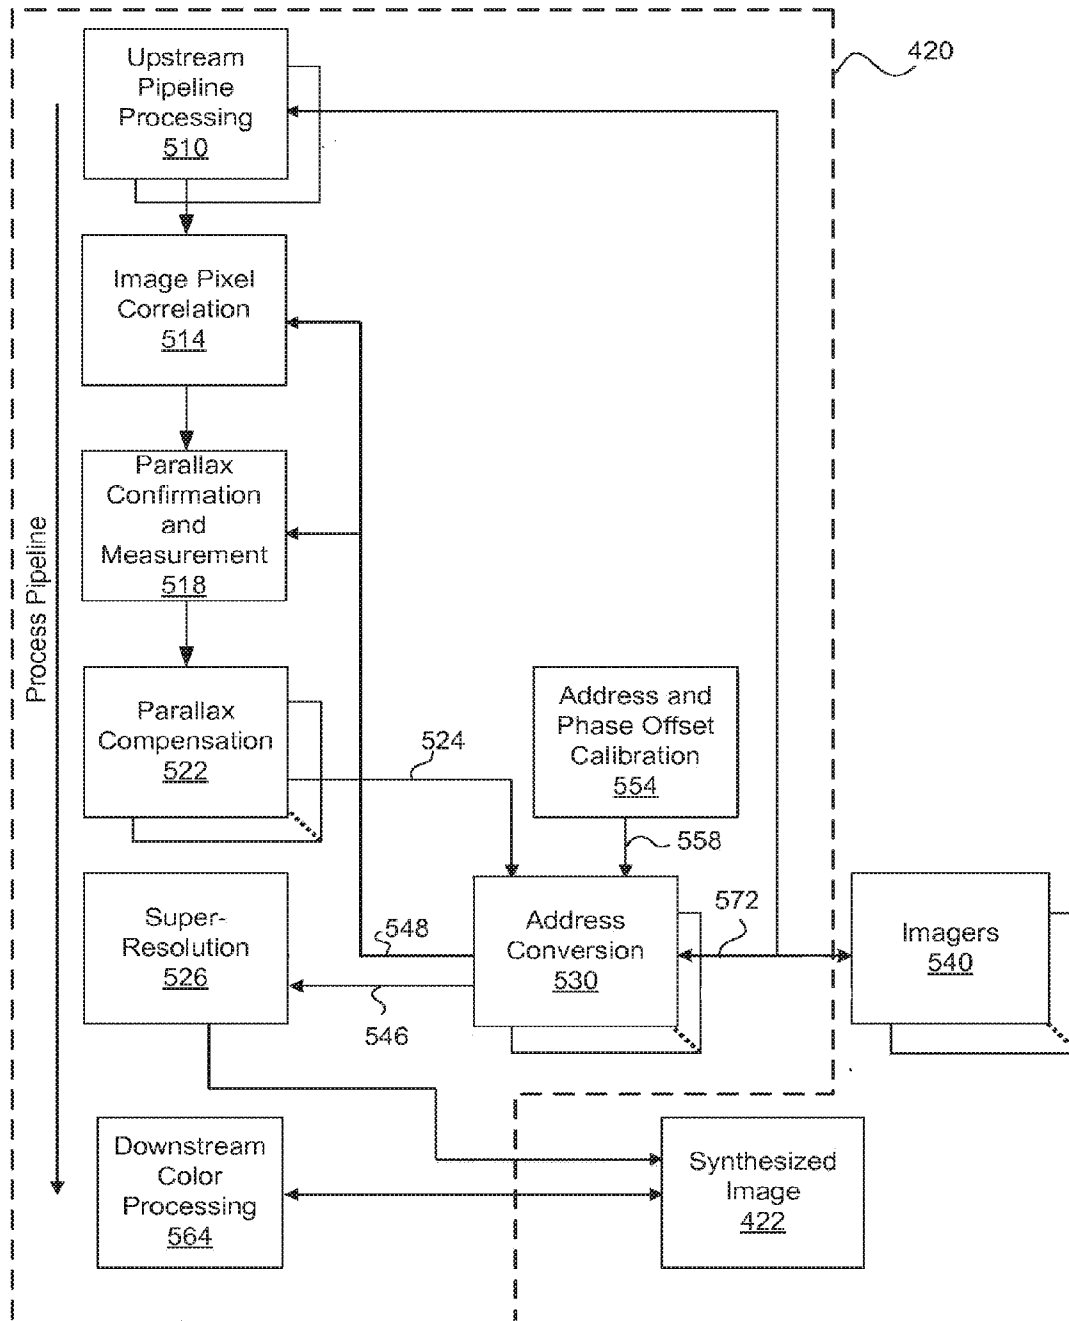 420
Upstream
Pipeline
Processing
510
Image Pixel
Correlation
514
Parallax
Confirmation
and
Measurement
518
Process Pipeline
Parallax
Compensation
522
524
Address and
Phase Offset
Calibration
554
558
Super-
Resolution
526
548
546
Address
Conversion
530
572
Imagers
540
Downstream
Color
Processing
564
Synthesized
Image
422